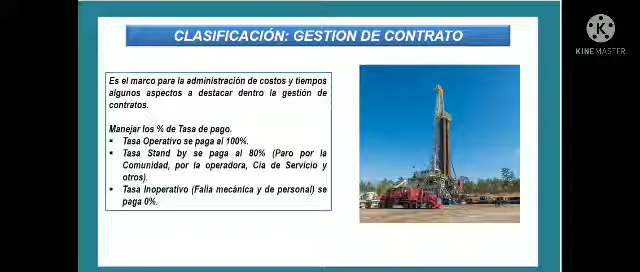 CLASIFICACIÓN: GESTION DE CONTRATO
KINEMASTER
Es el marco para la administración de costos y tiempos
algunos aspectos a destacar dentro la gestión de
contratos.
Manejar los % de Tasa de pago.
▪ Tasa Operativo se paga al 100%.
▪ Tasa Stand by se paga al 80% (Paro por la
Comunidad, por la operadora, Cia de Servicio y
otros).
▪ Tasa Inoperativo (Falla mecánica y de personal) se
paga 0%.